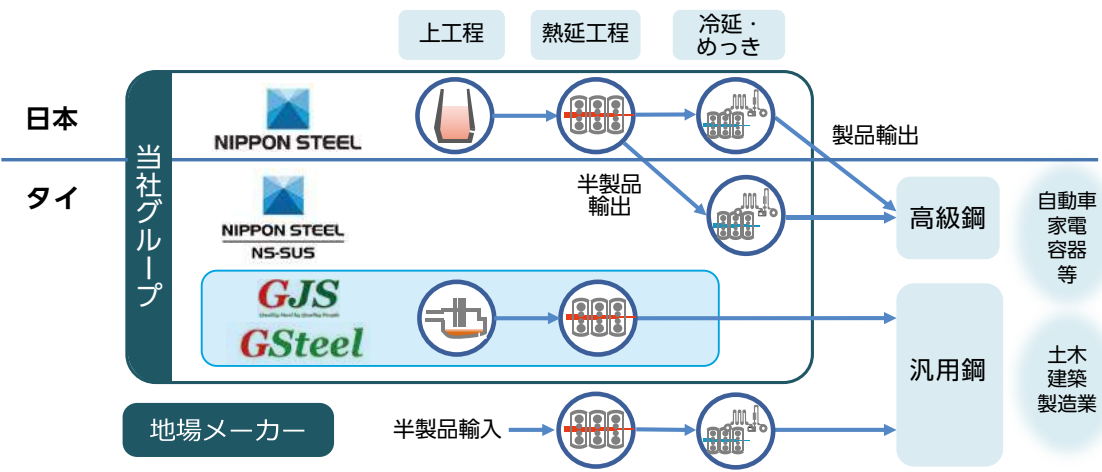 上工程
熱延工程
冷延・
めっき
日本
NIPPON STEEL
製品輸出
当社グループ
タイ
半製品
輸出
NIPPON STEEL
NS-SUS
高級鋼
自動車
家電
容器
等
GJS
GSteel
汎用鋼
土木
建築
製造業
地場メーカー
半製品輸入